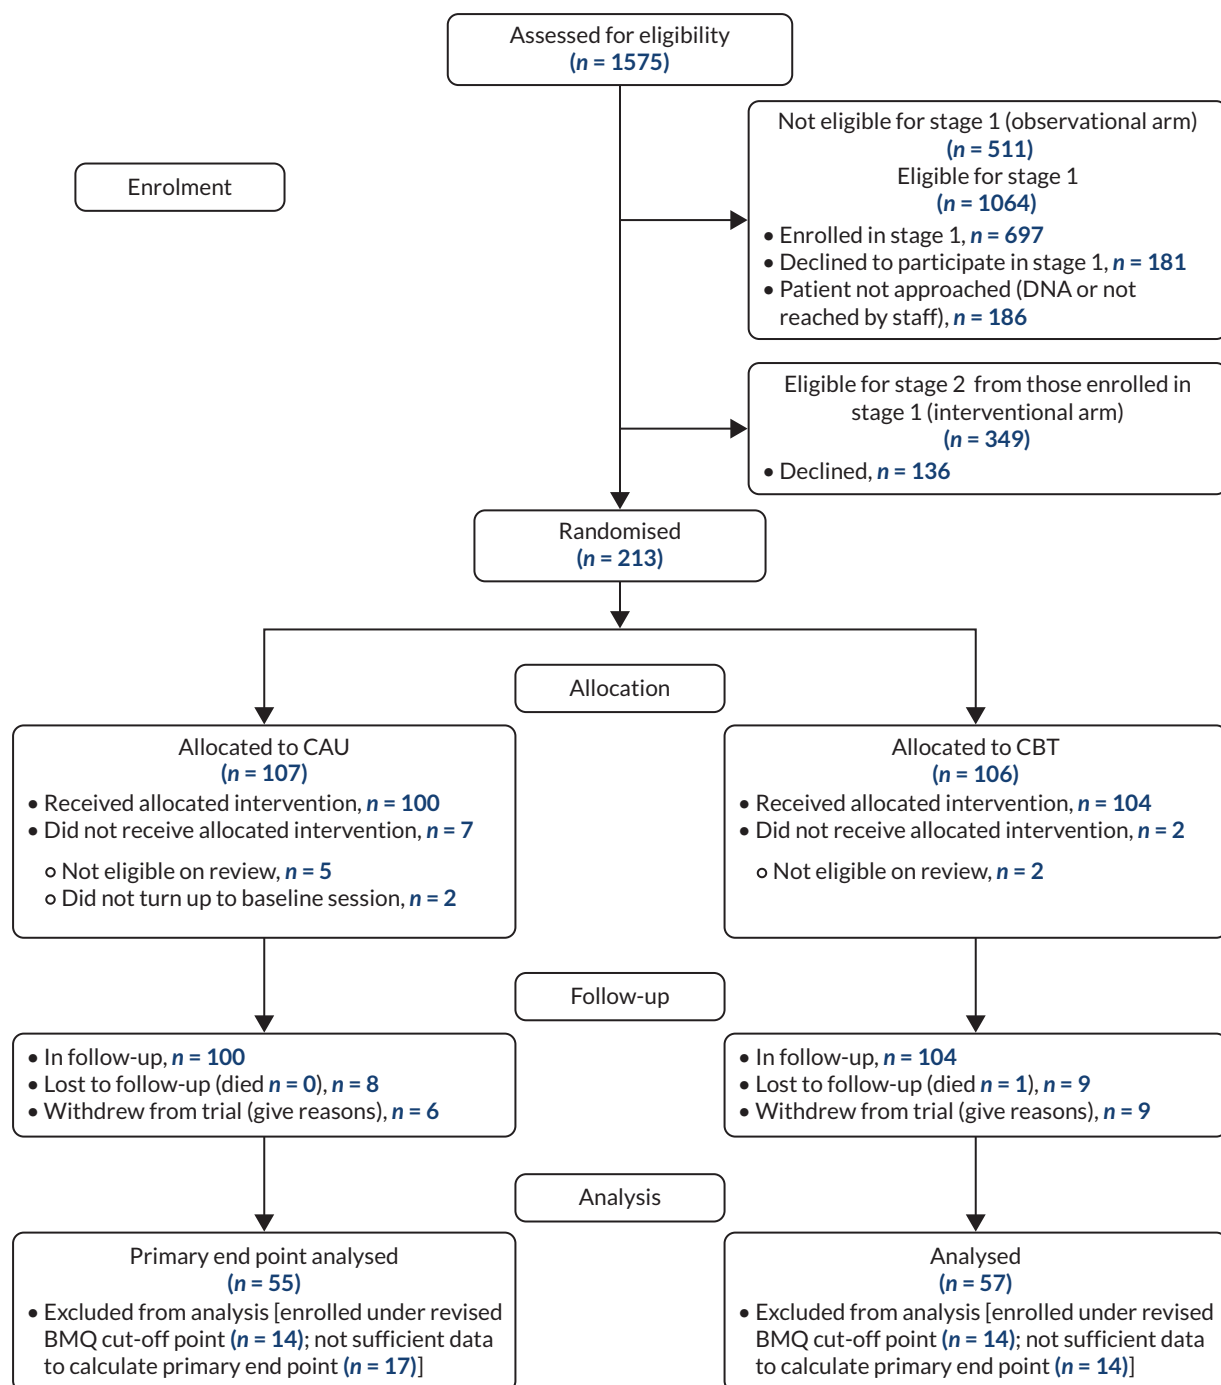 Assessed for eligibility
(n = 1575)
Not eligible for stage 1 (observational arm)
(n = 511)
Eligible for stage 1
(n = 1064)
• Enrolled in stage 1, n = 697
• Declined to participate in stage 1, n = 181
• Patient not approached (DNA or not
reached by staff), n = 186
Enrolment
Eligible for stage 2 from those enrolled in
stage 1 (interventional arm)
(n = 349)
• Declined, n = 136
Randomised
(n = 213)
Allocation
Allocated to CAU
(n = 107)
• Received allocated intervention, n = 100
• Did not receive allocated intervention, n = 7
o Not eligible on review, n = 5
o Did not turn up to baseline session, n = 2
Allocated to CBT
(n = 106)
• Received allocated intervention, n = 104
• Did not receive allocated intervention, n = 2
o Not eligible on review, n = 2
Follow-up
• In follow-up, n = 100
• Lost to follow-up (died n = 0), n = 8
• Withdrew from trial (give reasons), n = 6
• In follow-up, n = 104
• Lost to follow-up (died n = 1), n = 9
• Withdrew from trial (give reasons), n = 9
Analysis
Primary end point analysed
(n = 55)
• Excluded from analysis [enrolled under revised
BMQ cut-off point (n = 14); not sufficient data
to calculate primary end point (n = 17)]
Analysed
(n = 57)
• Excluded from analysis [enrolled under revised
BMQ cut-off point (n = 14); not sufficient data
to calculate primary end point (n = 14)]